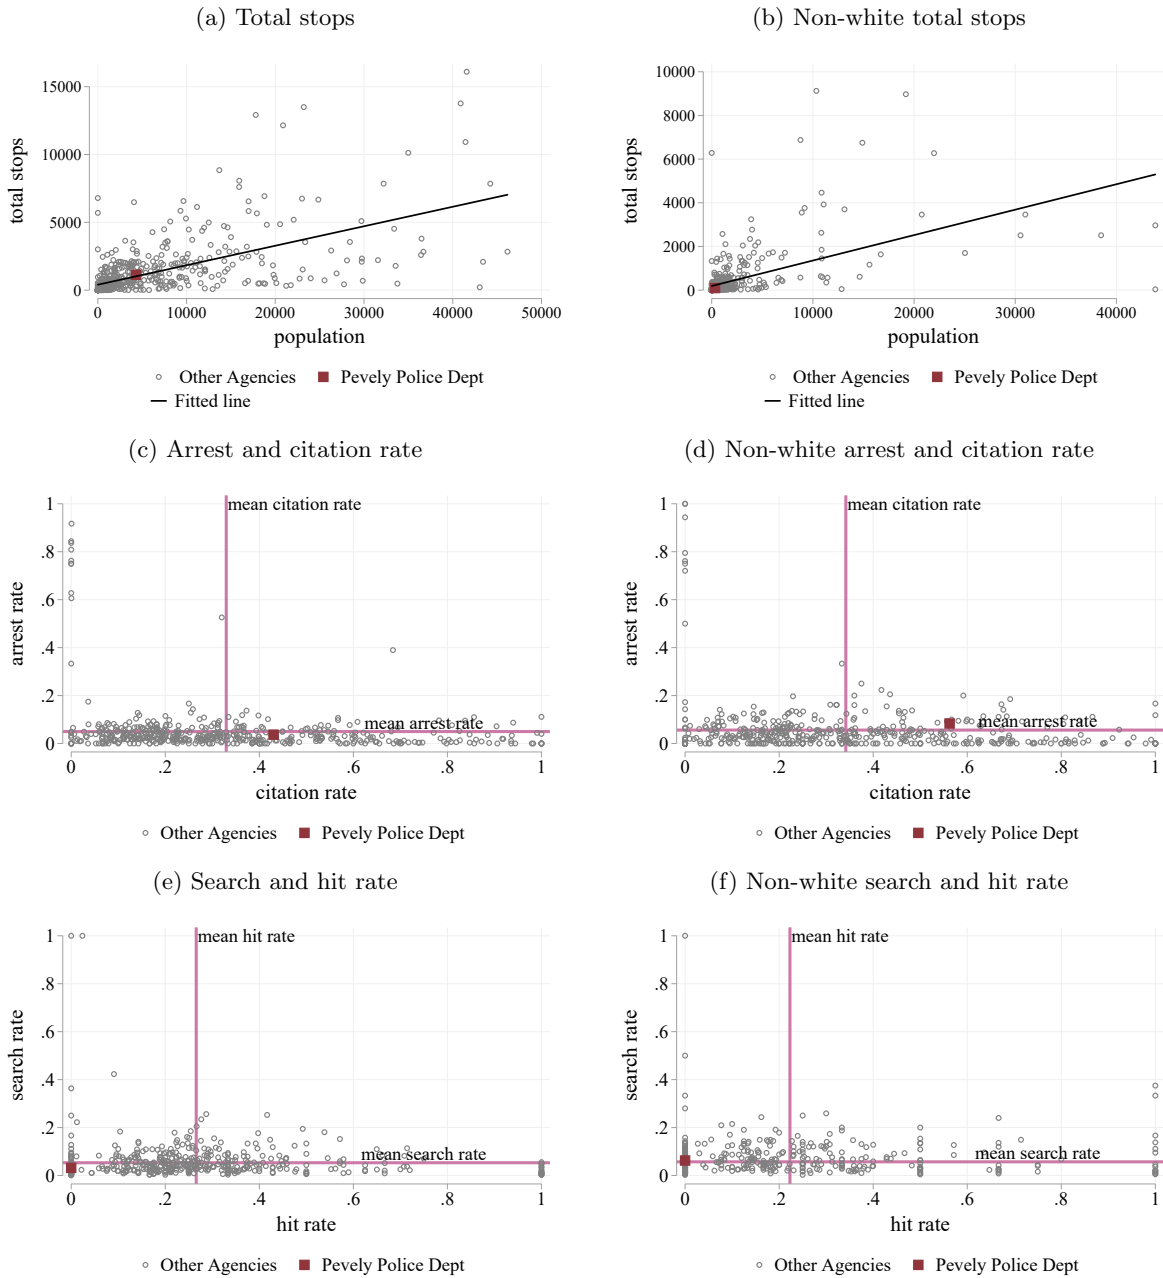 (a) Total stops
(b) Non-white total stops
15000
10000
5000
0
total stops
0 10000 20000 30000 40000 50000
population
Other Agencies Pevely Police Dept
Fitted line
10000
8000
6000
4000
2000
0
total stops
0 10000 20000 30000 40000
population
Other Agencies Pevely Police Dept
Fitted line
(c) Arrest and citation rate
(d) Non-white arrest and citation rate
1
.8
.6
.4
.2
0
arrest rate
mean citation rate
mean arrest rate
0 .2 .4 .6 .8 1
citation rate
Other Agencies Pevely Police Dept
1
.8
.6
.4
.2
0
arrest rate
mean citation rate
mean arrest rate
0 .2 .4 .6 .8 1
citation rate
Other Agencies Pevely Police Dept
(e) Search and hit rate
(f) Non-white search and hit rate
1
.8
.6
.4
.2
0
search rate
mean hit rate
mean search rate
0 .2 .4 .6 .8 1
hit rate
Other Agencies Pevely Police Dept
1
.8
.6
.4
.2
0
search rate
mean hit rate
mean search rate
0 .2 .4 .6 .8 1
hit rate
Other Agencies Pevely Police Dept